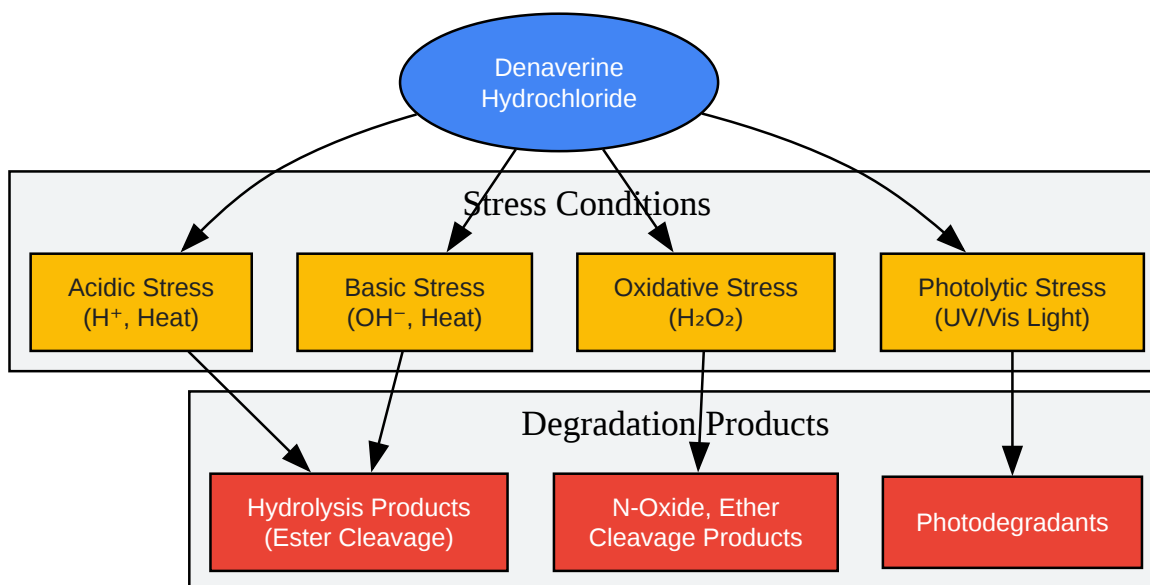 Denaverine
Hydrochloride
Stress Conditions
Acidic Stress
(H⁺, Heat)
Basic Stress
(OH⁻, Heat)
Oxidative Stress
(H₂O₂)
Photolytic Stress
(UV/Vis Light)
Degradation Products
Hydrolysis Products
(Ester Cleavage)
N-Oxide, Ether
Cleavage Products
Photodegradants